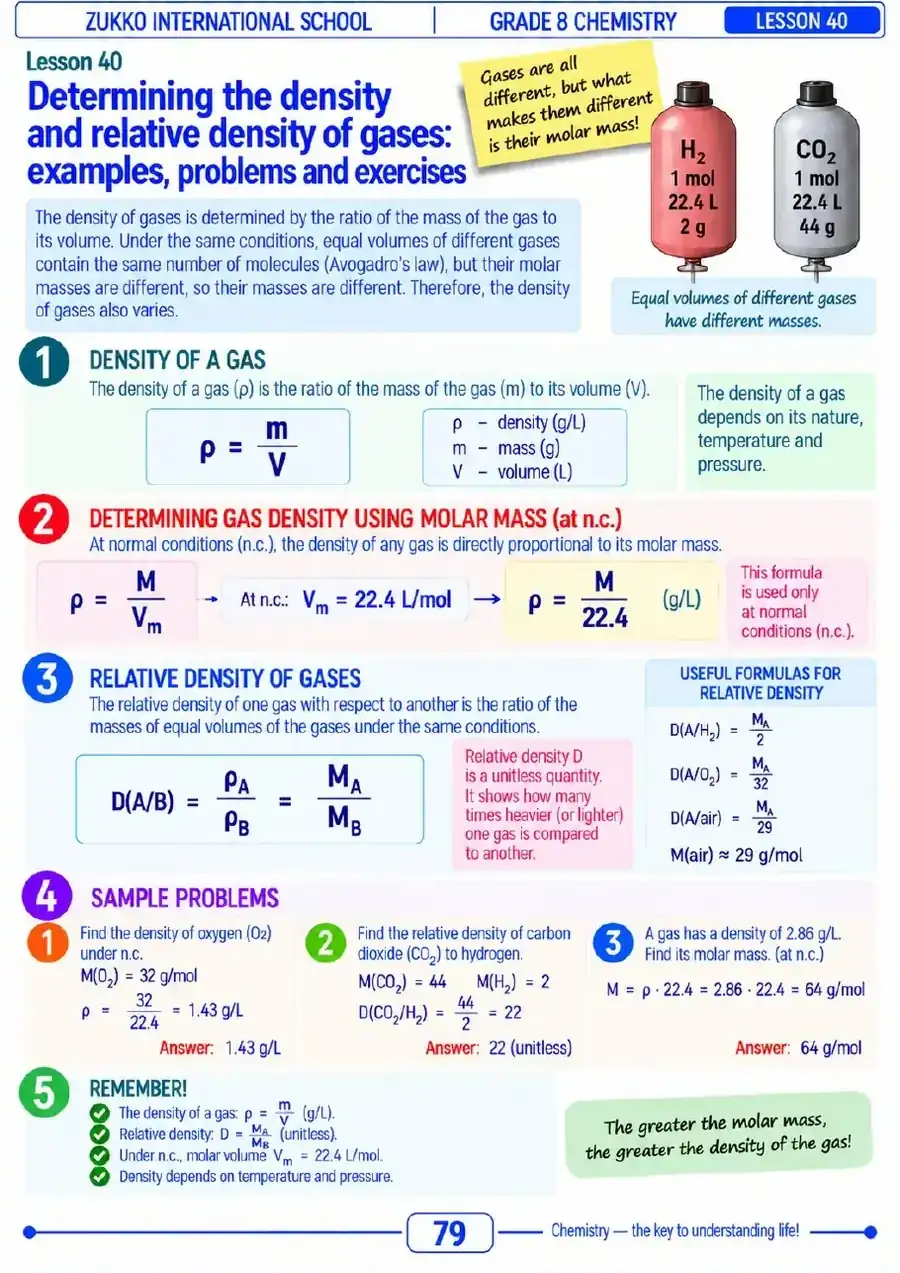 ZUKKO INTERNATIONAL SCHOOL
GRADE 8 CHEMISTRY
LESSON 40
Lesson 40
Determining the density
and relative density of gases:
examples, problems and exercises
Gases are all
different, but what
makes them different
is their molar mass!
H₂
1 mol
22.4 L
2 g
CO₂
1 mol
22.4 L
44 g
The density of gases is determined by the ratio of the mass of the gas to
its volume. Under the same conditions, equal volumes of different gases
contain the same number of molecules (Avogadro's law), but their molar
masses are different, so their masses are different. Therefore, the density
of gases also varies.
Equal volumes of different gases
have different masses.
1 DENSITY OF A GAS
The density of a gas (ρ) is the ratio of the mass of the gas (m) to its volume (V).
ρ = m/V
ρ – density (g/L)
m – mass (g)
V – volume (L)
The density of a gas
depends on its nature,
temperature and
pressure.
2 DETERMINING GAS DENSITY USING MOLAR MASS (at n.c.)
At normal conditions (n.c.), the density of any gas is directly proportional to its molar mass.
ρ = M/Vₘ → At n.c.: Vₘ = 22.4 L/mol → ρ = M/22.4 (g/L)
This formula
is used only
at normal
conditions (n.c.).
3 RELATIVE DENSITY OF GASES
The relative density of one gas with respect to another is the ratio of the
masses of equal volumes of the gases under the same conditions.
D(A/B) = ρ_A/ρ_B = M_A/M_B
Relative density D
is a unitless quantity.
It shows how many
times heavier (or lighter)
one gas is compared
to another.
USEFUL FORMULAS FOR
RELATIVE DENSITY
D(A/H₂) = M_A/2
D(A/O₂) = M_A/32
D(A/air) = M_A/29
M(air) ≈ 29 g/mol
4 SAMPLE PROBLEMS
1 Find the density of oxygen (O₂)
under n.c.
M(O₂) = 32 g/mol
ρ = 32/22.4 = 1.43 g/L
Answer: 1.43 g/L
2 Find the relative density of carbon
dioxide (CO₂) to hydrogen.
M(CO₂) = 44 M(H₂) = 2
D(CO₂/H₂) = 44/2 = 22
Answer: 22 (unitless)
3 A gas has a density of 2.86 g/L.
Find its molar mass. (at n.c.)
M = ρ · 22.4 = 2.86 · 22.4 = 64 g/mol
Answer: 64 g/mol
5 REMEMBER!
The density of a gas: ρ = m/V (g/L).
Relative density: D = M_A/M_B (unitless).
Under n.c., molar volume Vₘ = 22.4 L/mol.
Density depends on temperature and pressure.
The greater the molar mass,
the greater the density of the gas!
79
Chemistry — the key to understanding life!